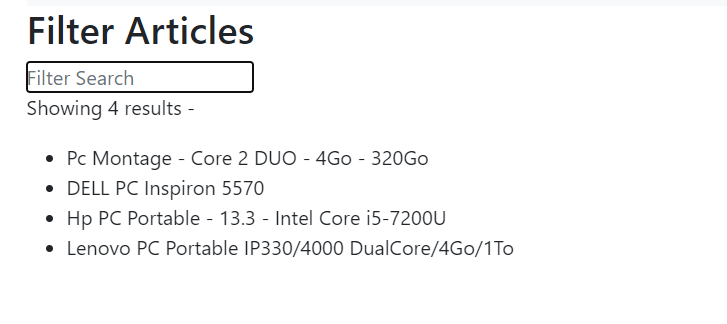 Filter Articles
Filter Search
Showing 4 results -
Pc Montage - Core 2 DUO - 4Go - 320Go
DELL PC Inspiron 5570
Hp PC Portable - 13.3 - Intel Core i5-7200U
Lenovo PC Portable IP330/4000 DualCore/4Go/1To